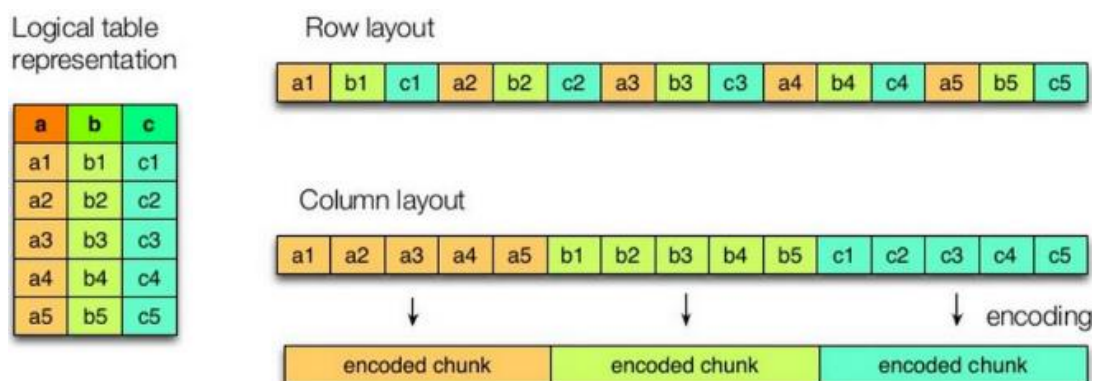 Logical table
representation
a b c
a1 b1 c1
a2 b2 c2
a3 b3 c3
a4 b4 c4
a5 b5 c5
Row layout
a1 b1 c1 a2 b2 c2 a3 b3 c3 a4 b4 c4 a5 b5 c5
Column layout
a1 a2 a3 a4 a5 b1 b2 b3 b4 b5 c1 c2 c3 c4 c5
encoding
encoded chunk encoded chunk encoded chunk